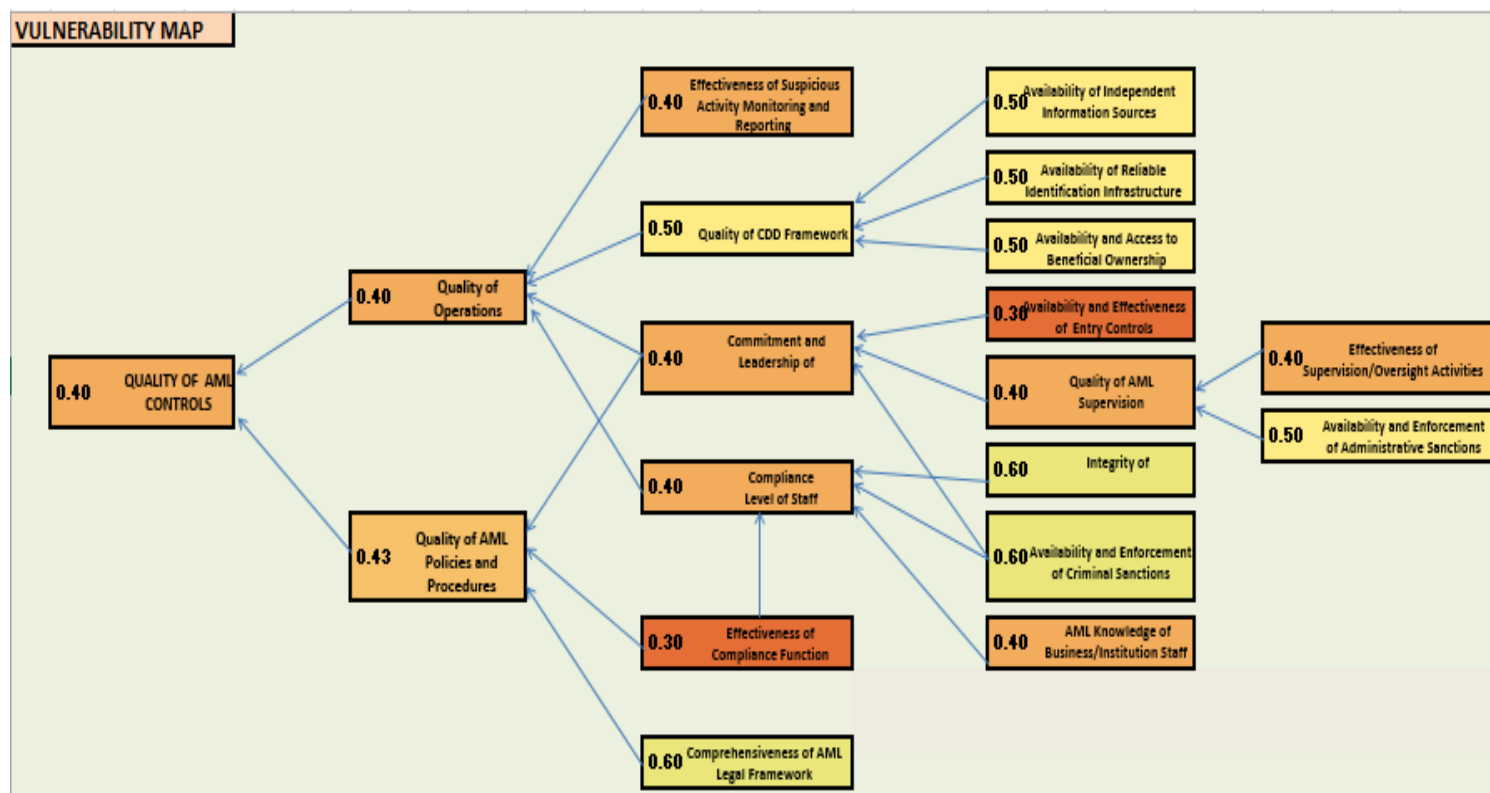 VULNERABILITY MAP
0.40
QUALITY OF AML
CONTROLS
0.40
Quality of
Operations
0.43
Quality of AML
Policies and
Procedures
0.40
Effectiveness of Suspicious
Activity Monitoring and
Reporting
0.50
Quality of CDD Framework
0.40
Commitment and
Leadership of
0.40
Compliance
Level of Staff
0.30
Effectiveness of
Compliance Function
0.60
Comprehensiveness of AML
Legal Framework
0.50
Availability of Independent
Information Sources
0.50
Availability of Reliable
Identification Infrastructure
0.50
Availability and Access to
Beneficial Ownership
0.30
Availability and Effectiveness
of Entry Controls
0.40
Quality of AML
Supervision
0.60
Integrity of
0.60
Availability and Enforcement
of Criminal Sanctions
0.40
AML Knowledge of
Business/Institution Staff
0.40
Effectiveness of
Supervision/Oversight Activities
0.50
Availability and Enforcement
of Administrative Sanctions